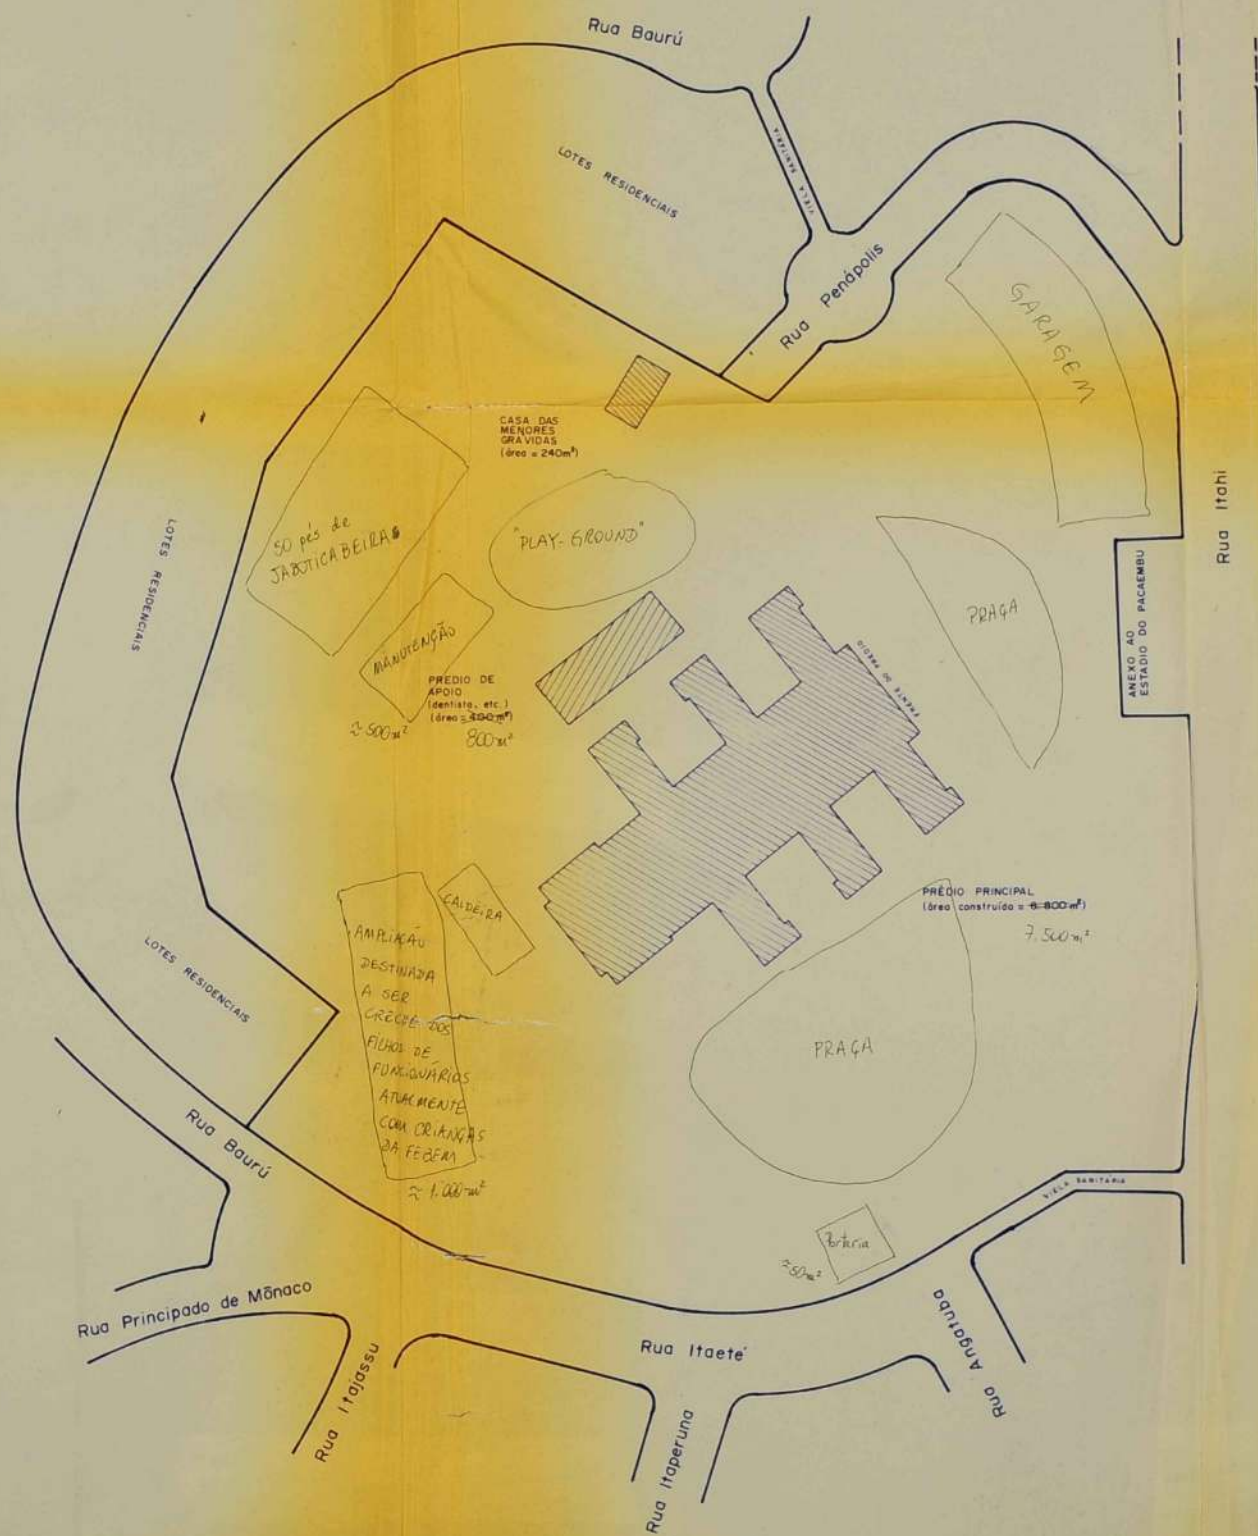 Rua Baurú
VIELA SANITÁRIA
LOTES RESIDENCIAIS
Rua Penápolis
GARAGEM
CASA DAS
MENORES
GRAVIDAS
(área = 240m²)
Rua Itahi
50 pés de
JABOTICABEIRAS
"PLAY-GROUND"
LOTES RESIDENCIAIS
PRAÇA
ANEXO AO
ESTADIO DO PACAEMBU
MANUTENÇÃO
≈ 500m²
PREDIO DE
APOIO
(dentista, etc.)
(área = 400m²)
800m²
FRENTE DO PREDIO
CALDEIRA
PRÉDIO PRINCIPAL
(área construída = 6.800m²)
7.500m²
AMPLIAÇÃO
DESTINADA
A SER
CRECHE DOS
FILHOS DE
FUNCIONÁRIOS
ATUALMENTE
COM CRIANÇAS
DA FEBEM
≈ 1.000m²
LOTES RESIDENCIAIS
PRAÇA
Rua Baurú
VIELA SANITÁRIA
Portaria
≈50m²
Rua Principado de Mônaco
Rua Itajassu
Rua Itaeté
Rua Angatuba
Rua Itaperuna